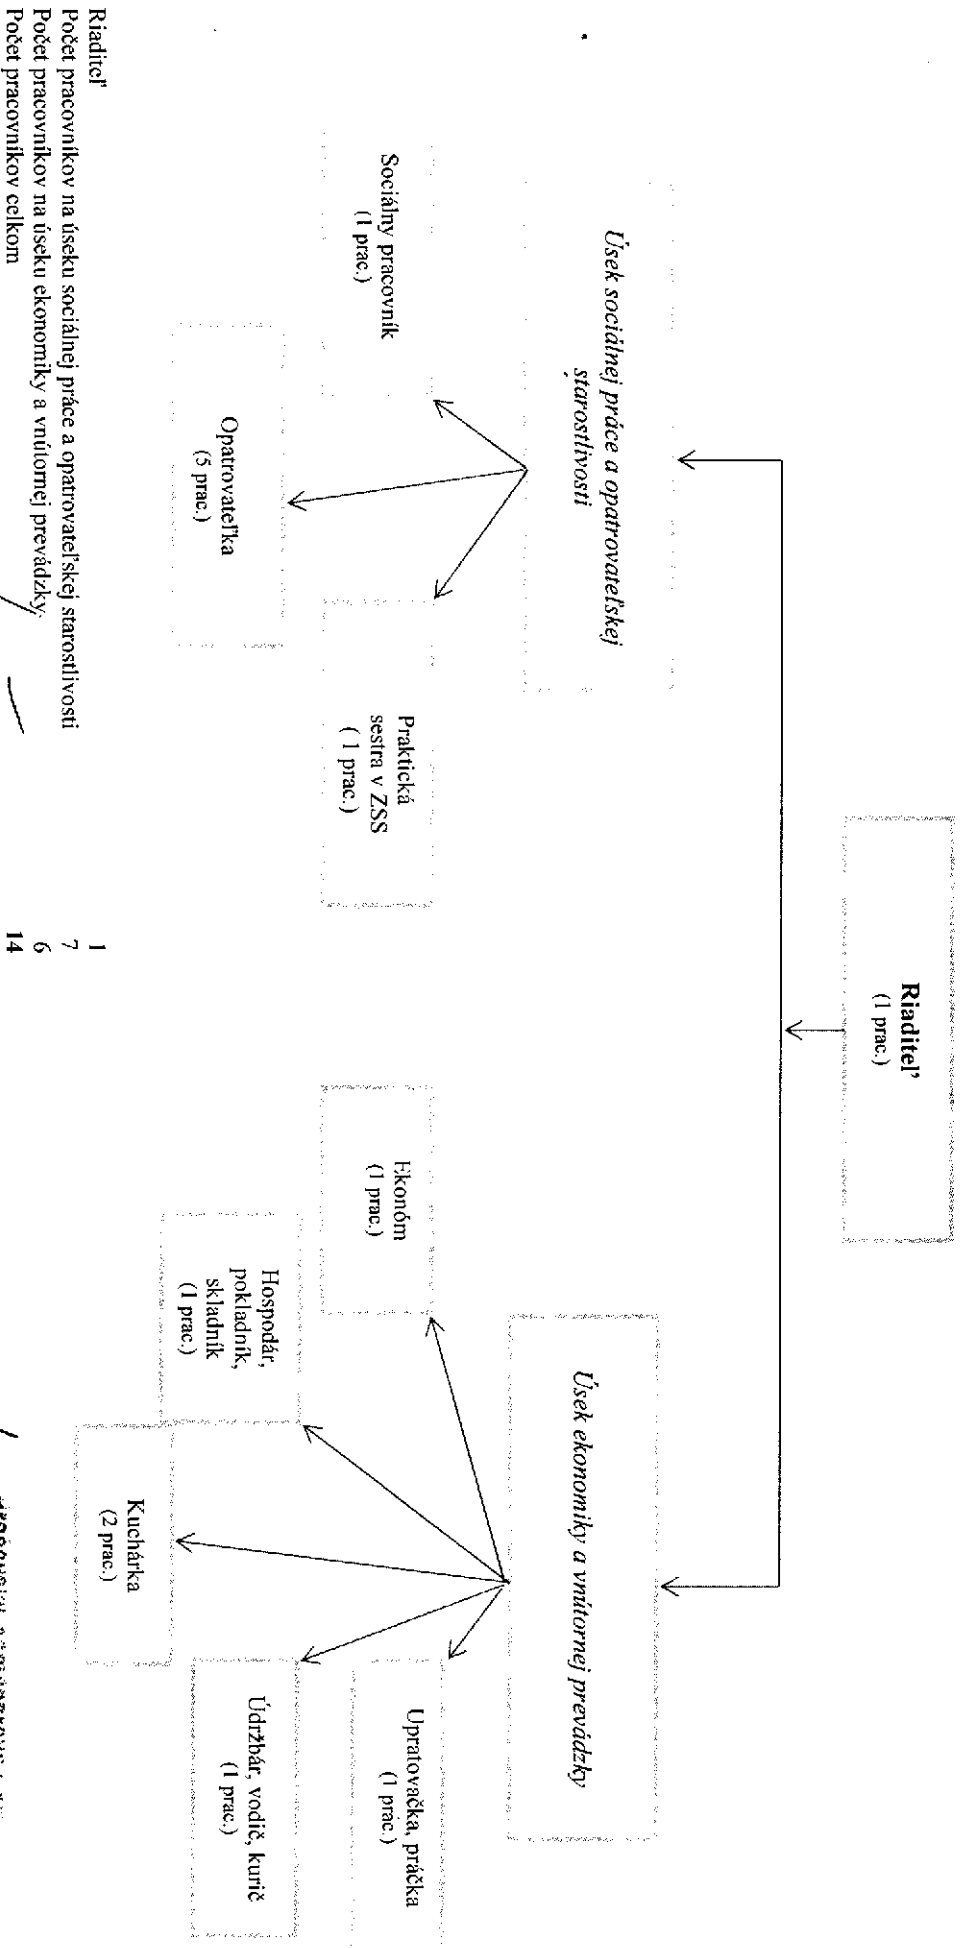 Riaditeľ
(1 prac.)
Úsek sociálnej práce a opatrovateľskej
starostlivosti
Úsek ekonomiky a vnútornej prevádzky
Sociálny pracovník
(1 prac.)
Opatrovateľka
(5 prac.)
Praktická
sestra v ZSS
( 1 prac.)
Ekonóm
(1 prac.)
Hospodár,
pokladník,
skladník
(1 prac.)
Kuchárka
(2 prac.)
Údržbár, vodič, kurič
(1 prac.)
Upratovačka, práčka
(1 prac.)
Riaditeľ 1
Počet pracovníkov na úseku sociálnej práce a opatrovateľskej starostlivosti 7
Počet pracovníkov na úseku ekonomiky a vnútornej prevádzky 6
Počet pracovníkov celkom 14